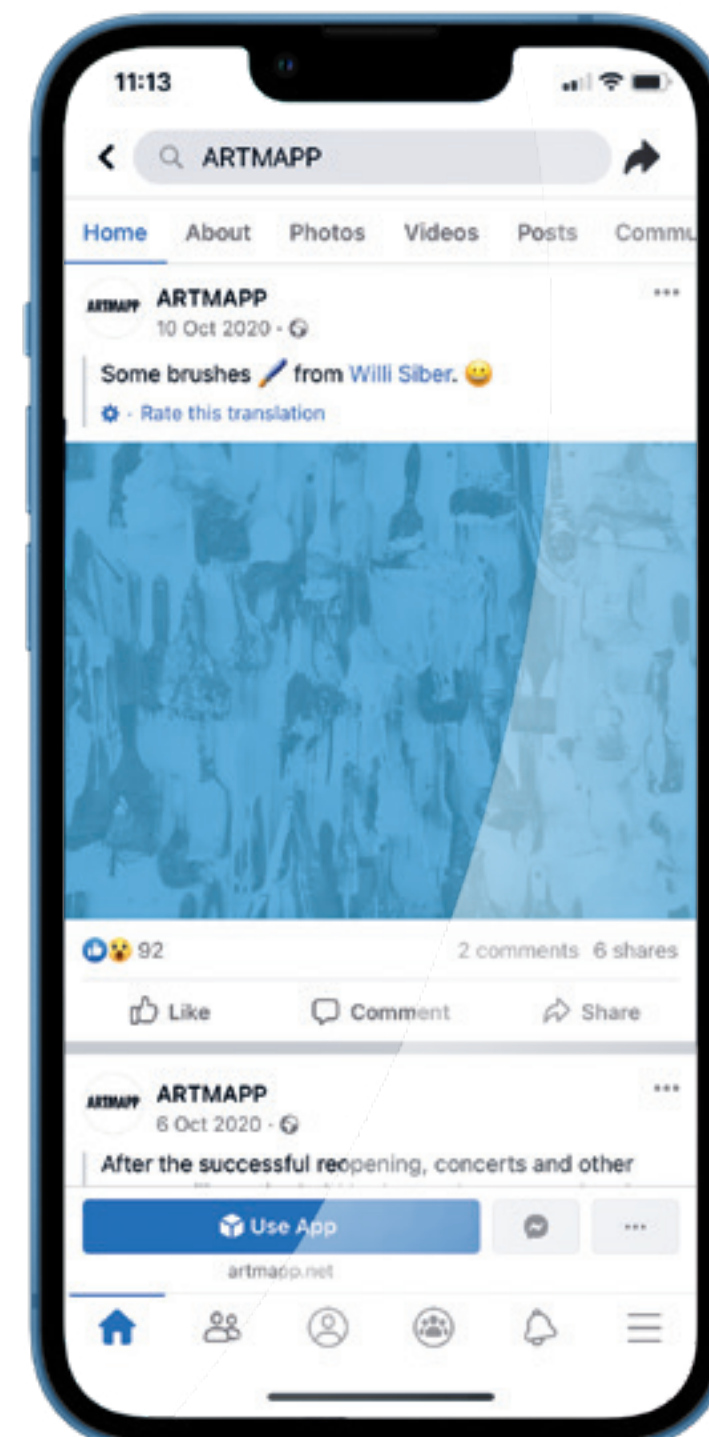 11:13
ARTMAPP
Home About Photos Videos Posts Commu
ARTMAPP ARTMAPP
10 Oct 2020 ·
Some brushes 🖌️ from Willi Siber. 😀
· Rate this translation
92 2 comments 6 shares
Like Comment Share
ARTMAPP ARTMAPP
6 Oct 2020 ·
After the successful reopening, concerts and other
Use App
artmapp.net